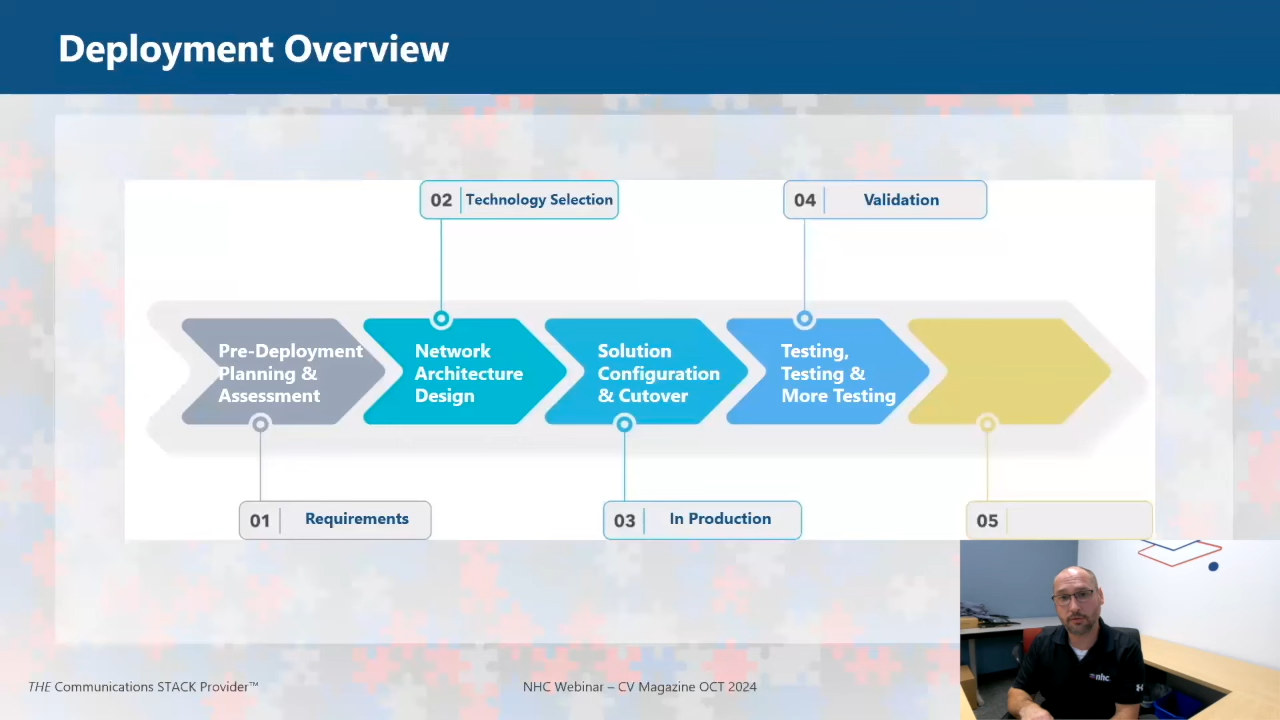 Deployment Overview
02 Technology Selection
04 Validation
Pre-Deployment
Planning &
Assessment
Network
Architecture
Design
Solution
Configuration
& Cutover
Testing,
Testing &
More Testing
01 Requirements
03 In Production
05
nhc
THE Communications STACK Provider™
NHC Webinar – CV Magazine OCT 2024